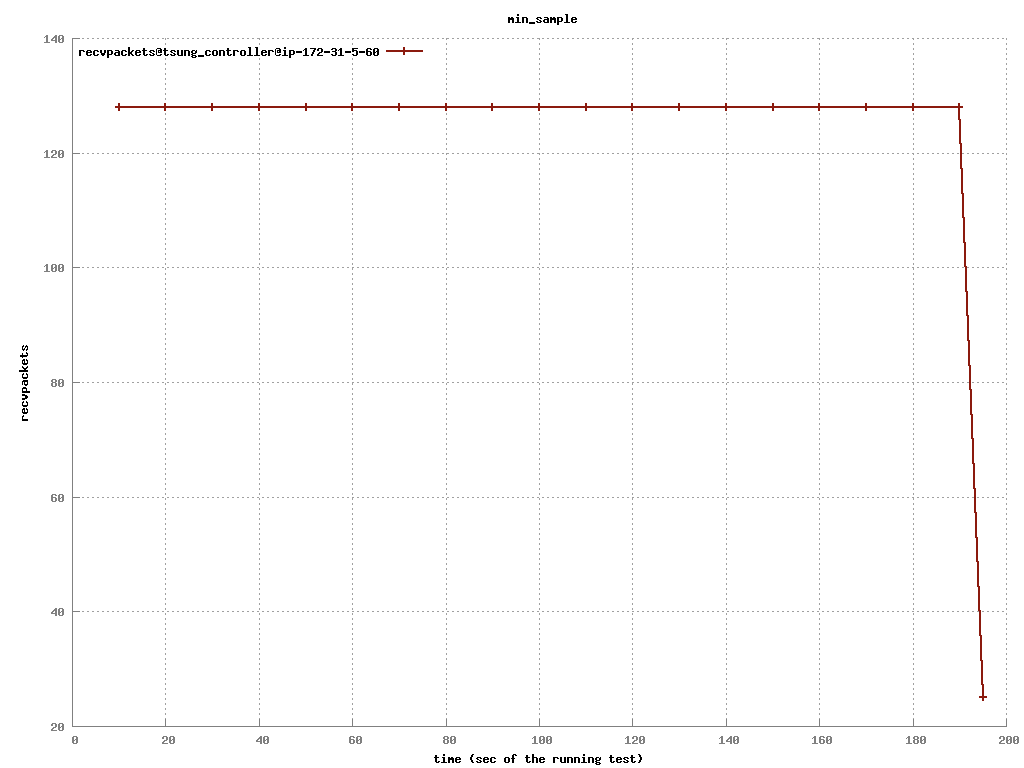 min_sample
140
recvpackets@tsung_controller@ip-172-31-5-60
120
100
80
60
40
20
recvpackets
0 20 40 60 80 100 120 140 160 180 200
time (sec of the running test)